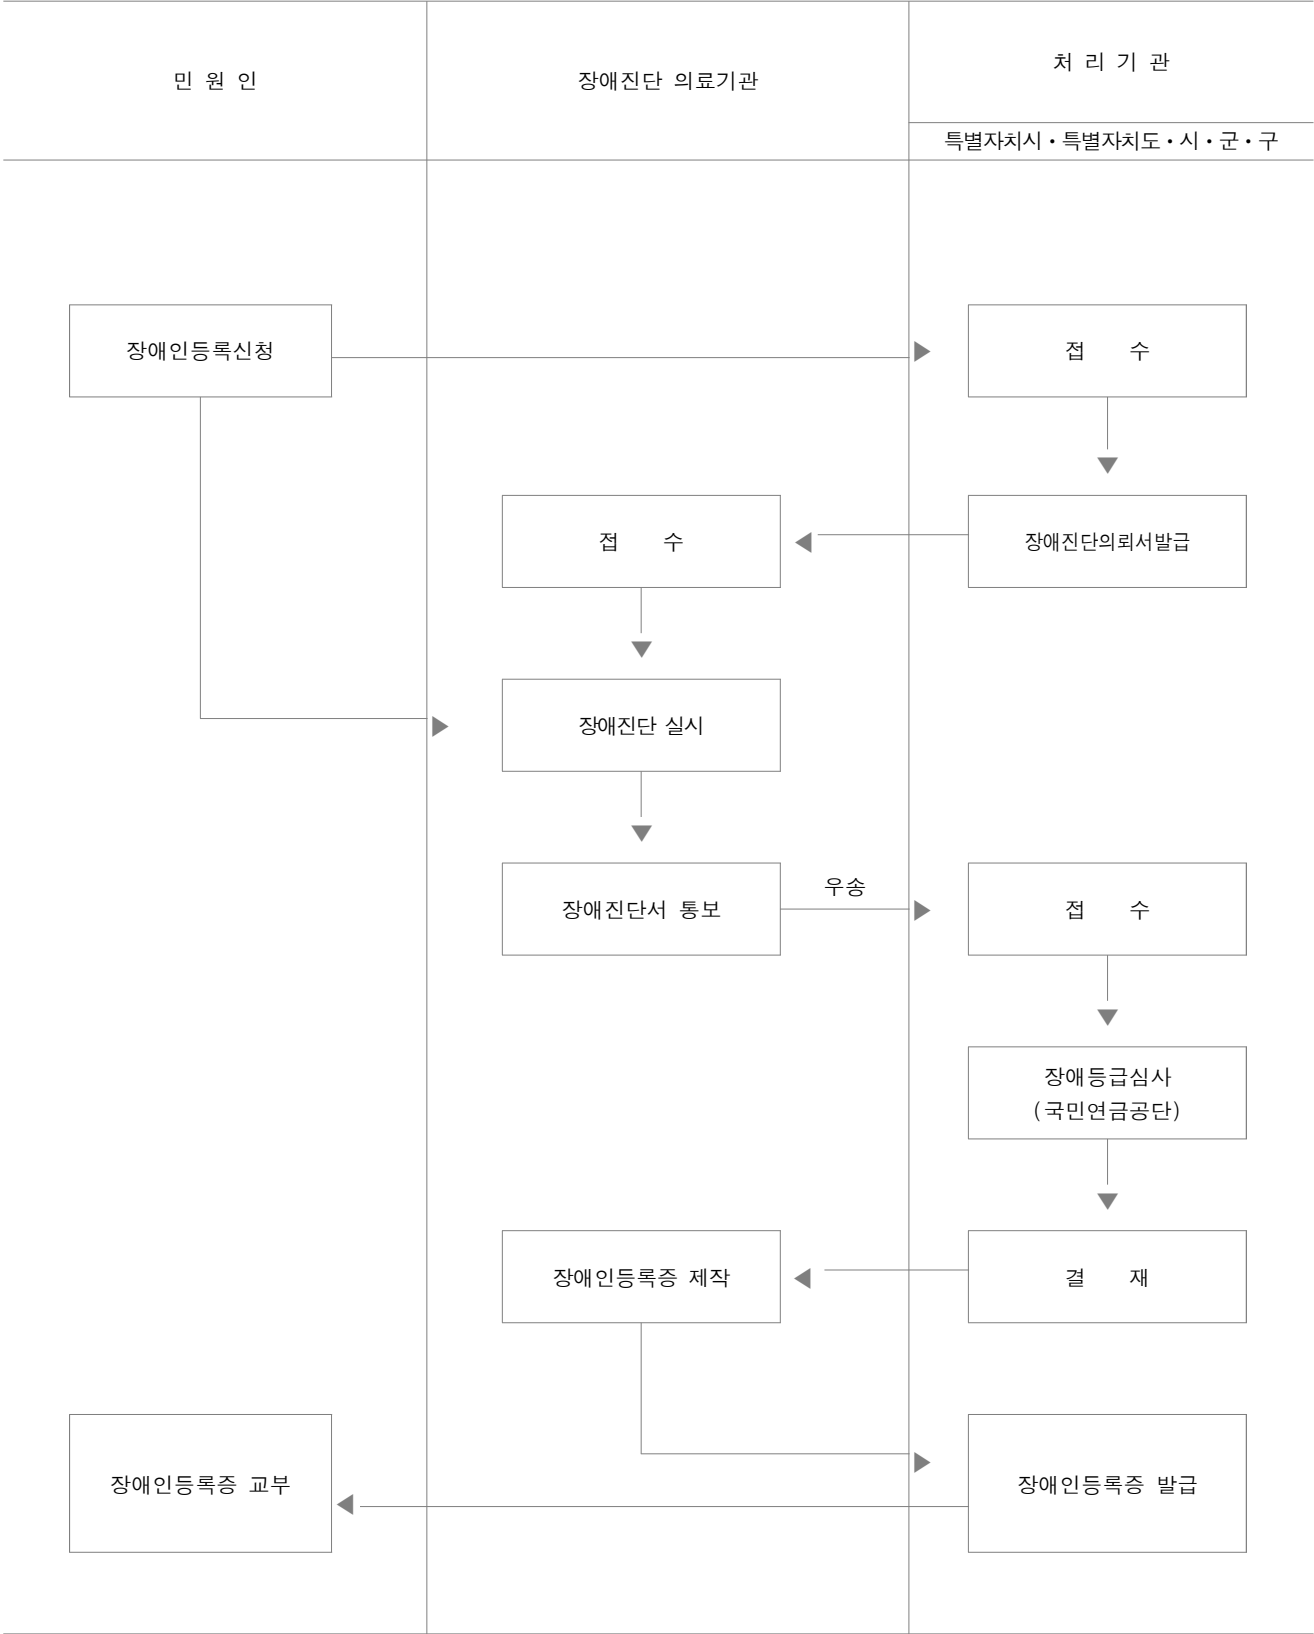 민 원 인
장애진단 의료기관
처 리 기 관
특별자치시・특별자치도・시・군・구
장애인등록신청
접 수
접 수
장애진단의뢰서발급
장애진단 실시
장애진단서 통보
우송
접 수
장애등급심사
(국민연금공단)
장애인등록증 제작
결 재
장애인등록증 교부
장애인등록증 발급